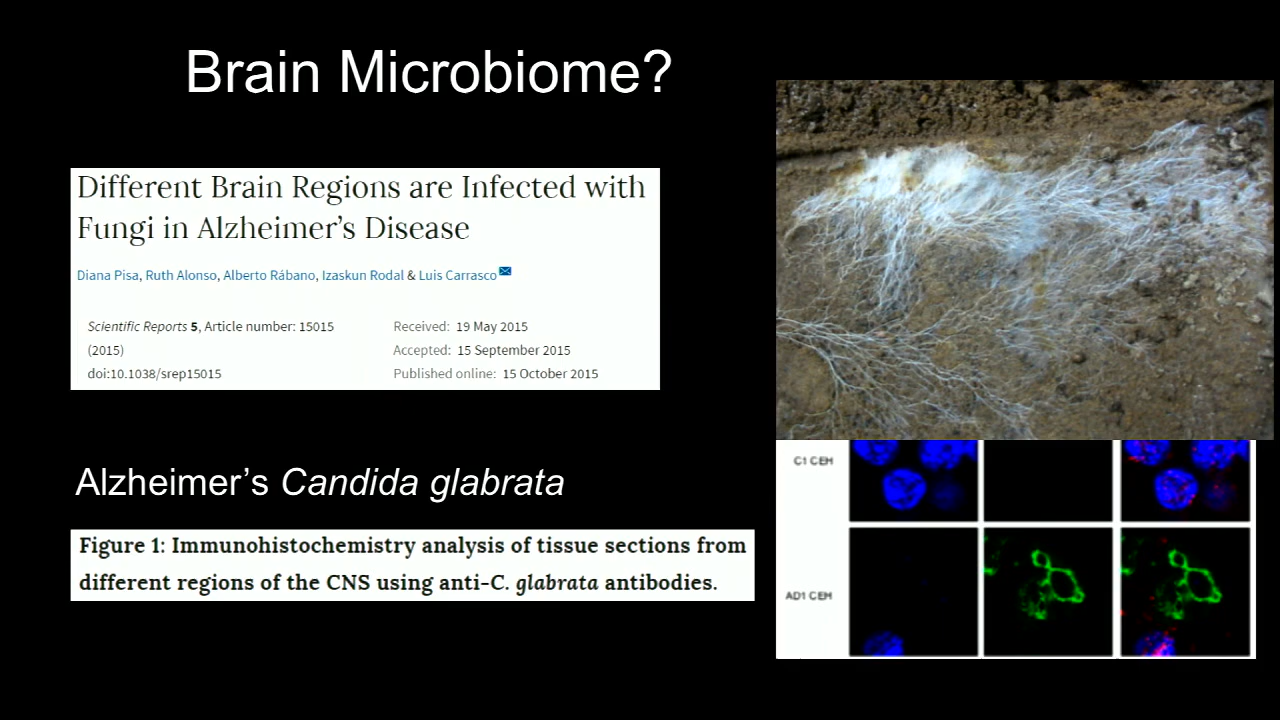 Brain Microbiome?
Different Brain Regions are Infected with
Fungi in Alzheimer’s Disease
Diana Pisa, Ruth Alonso, Alberto Rábano, Izaskun Rodal & Luis Carrasco
Scientific Reports 5, Article number: 15015
(2015)
doi:10.1038/srep15015
Received: 19 May 2015
Accepted: 15 September 2015
Published online: 15 October 2015
Alzheimer’s Candida glabrata
Figure 1: Immunohistochemistry analysis of tissue sections from
different regions of the CNS using anti-C. glabrata antibodies.
C1 CEH
AD1 CEH